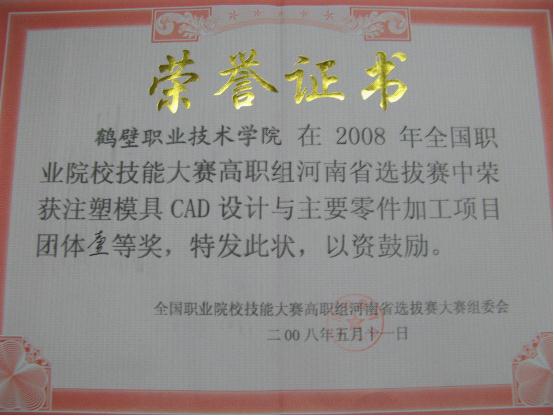 荣誉证书
鹤壁职业技术学院 在 2008 年全国职
业院校技能大赛高职组河南省选拔赛中荣
获注塑模具 CAD 设计与主要零件加工项目
团体壹等奖，特发此状，以资鼓励。
全国职业院校技能大赛高职组河南省选拔赛大赛组委会
二00八年五月十一日